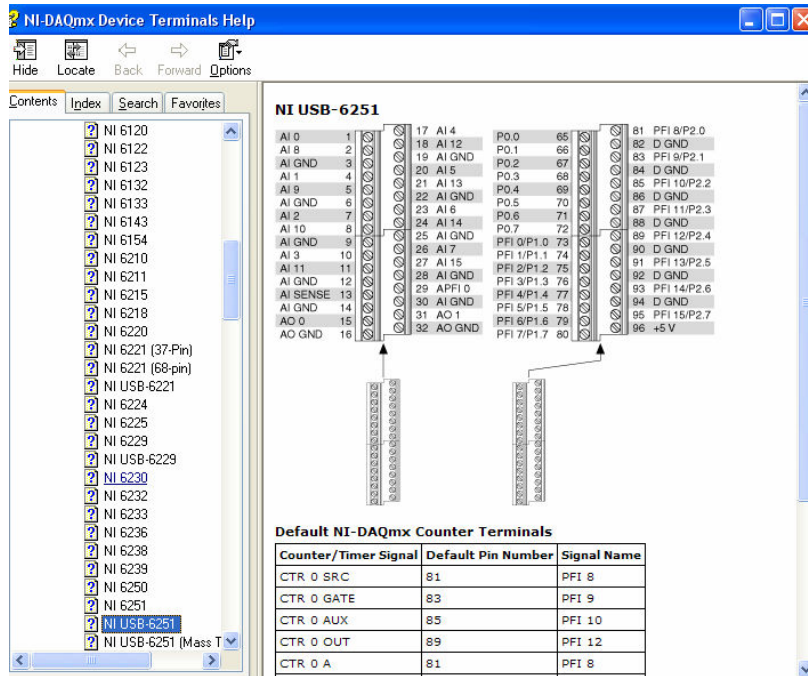 NI-DAQmx Device Terminals Help
Hide Locate Back Forward Options
Contents Index Search Favorites
NI 6120
NI 6122
NI 6123
NI 6132
NI 6133
NI 6143
NI 6154
NI 6210
NI 6211
NI 6215
NI 6218
NI 6220
NI 6221 (37-Pin)
NI 6221 (68-pin)
NI USB-6221
NI 6224
NI 6225
NI 6229
NI USB-6229
NI 6230
NI 6232
NI 6233
NI 6236
NI 6238
NI 6239
NI 6250
NI 6251
NI USB-6251
NI USB-6251 (Mass T
NI USB-6251
AI 0 1
AI 8 2
AI GND 3
AI 1 4
AI 9 5
AI GND 6
AI 2 7
AI 10 8
AI GND 9
AI 3 10
AI 11 11
AI GND 12
AI SENSE 13
AI GND 14
AO 0 15
AO GND 16
17 AI 4
18 AI 12
19 AI GND
20 AI 5
21 AI 13
22 AI GND
23 AI 6
24 AI 14
25 AI GND
26 AI 7
27 AI 15
28 AI GND
29 APFI 0
30 AI GND
31 AO 1
32 AO GND
P0.0 65
P0.1 66
P0.2 67
P0.3 68
P0.4 69
P0.5 70
P0.6 71
P0.7 72
PFI 0/P1.0 73
PFI 1/P1.1 74
PFI 2/P1.2 75
PFI 3/P1.3 76
PFI 4/P1.4 77
PFI 5/P1.5 78
PFI 6/P1.6 79
PFI 7/P1.7 80
81 PFI 8/P2.0
82 D GND
83 PFI 9/P2.1
84 D GND
85 PFI 10/P2.2
86 D GND
87 PFI 11/P2.3
88 D GND
89 PFI 12/P2.4
90 D GND
91 PFI 13/P2.5
92 D GND
93 PFI 14/P2.6
94 D GND
95 PFI 15/P2.7
96 +5 V
Default NI-DAQmx Counter Terminals
Counter/Timer Signal Default Pin Number Signal Name
CTR 0 SRC 81 PFI 8
CTR 0 GATE 83 PFI 9
CTR 0 AUX 85 PFI 10
CTR 0 OUT 89 PFI 12
CTR 0 A 81 PFI 8